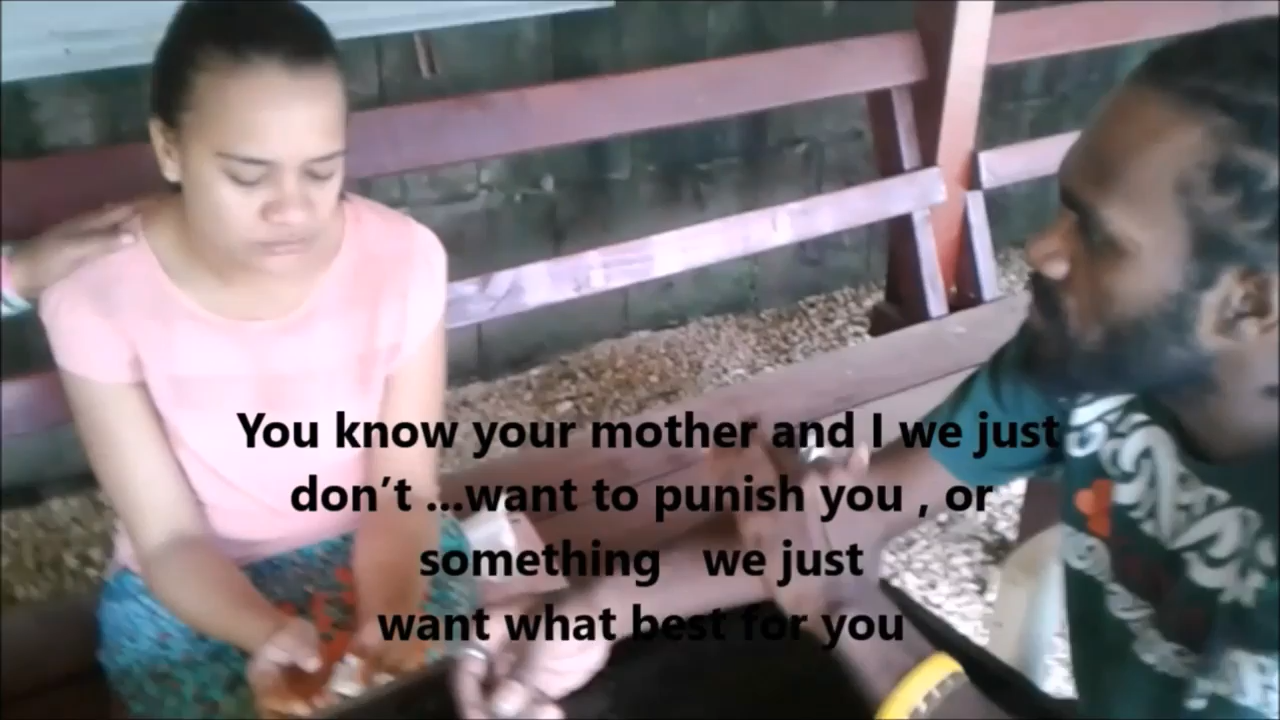 You know your mother and I we just
don’t ...want to punish you , or
something we just
want what best for you